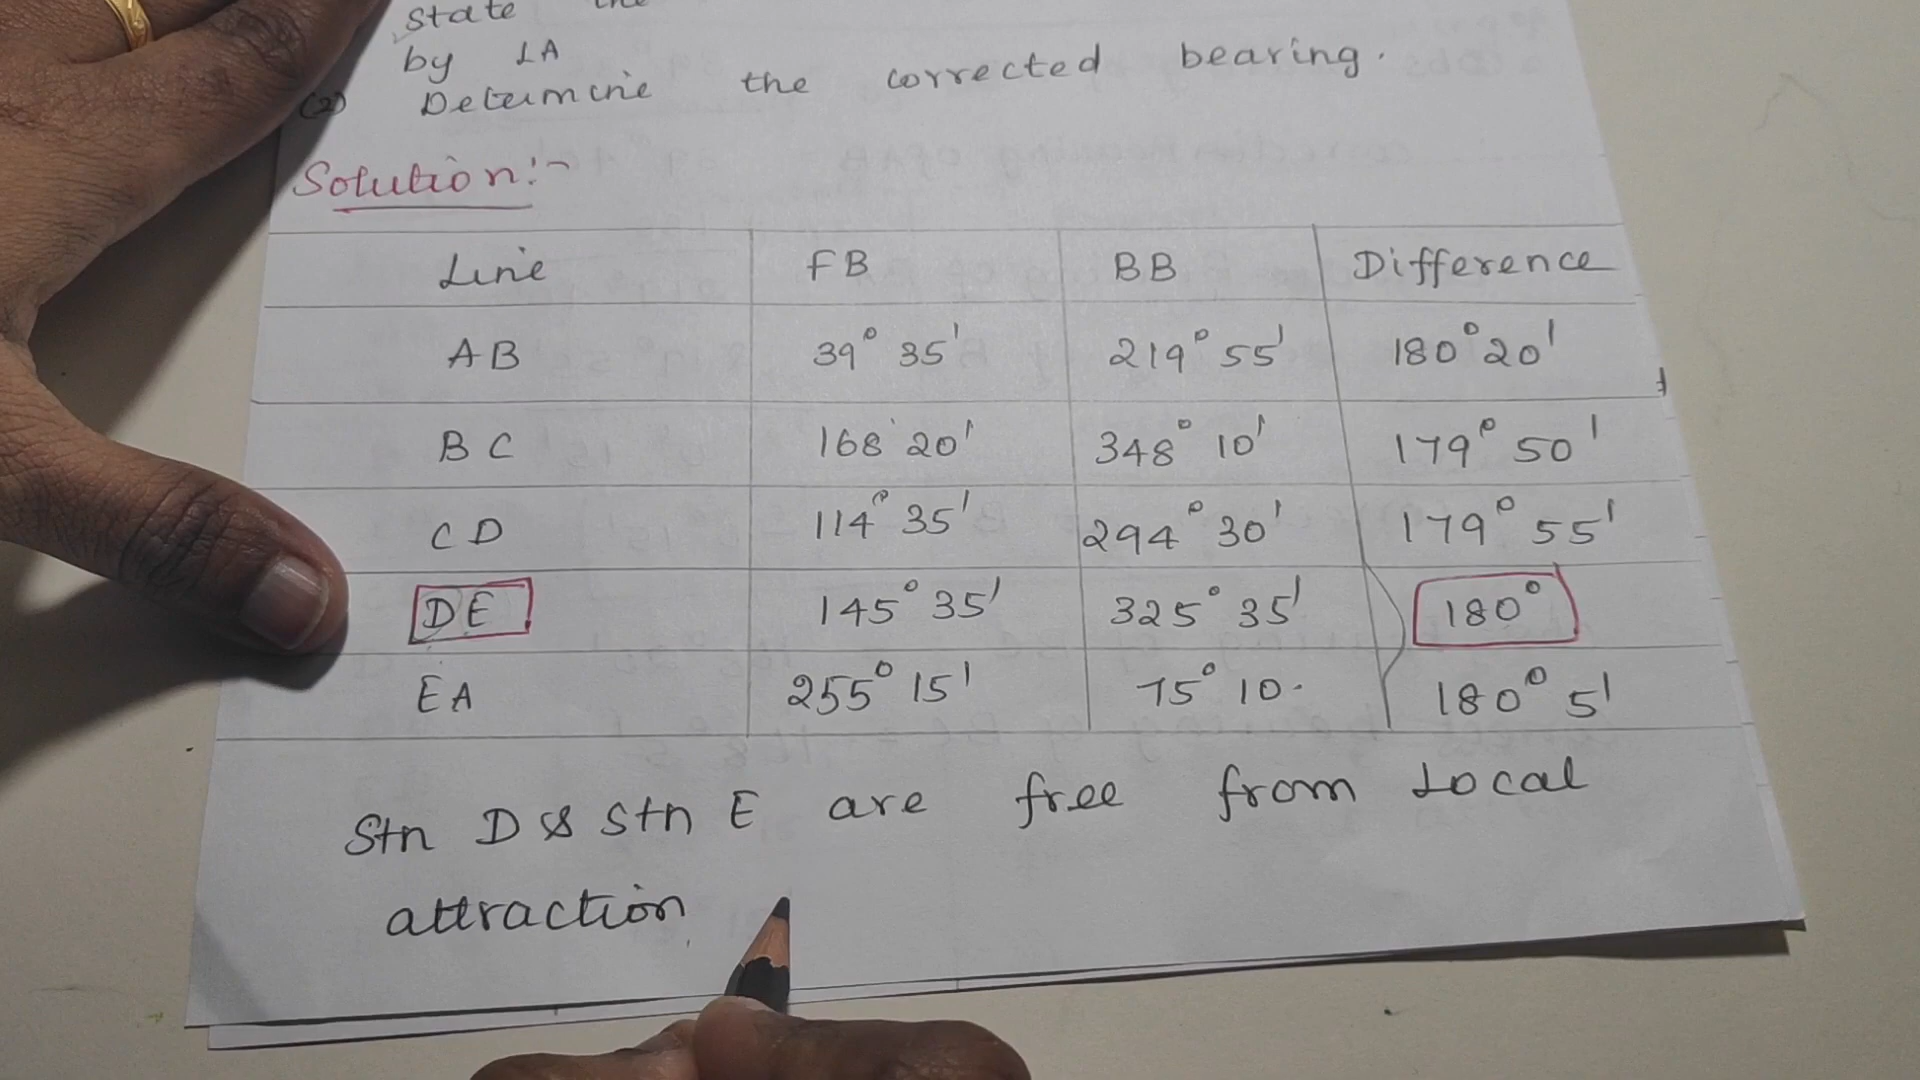 state the
by LA
(2) Determine the corrected bearing.
Solution:-
Line FB BB Difference
AB 39° 35' 219° 55' 180° 20'
BC 168° 20' 348° 10' 179° 50'
CD 114° 35' 294° 30' 179° 55'
DE 145° 35' 325° 35' 180°
EA 255° 15' 75° 10. 180° 5'
Stn D & Stn E are free from Local
attraction